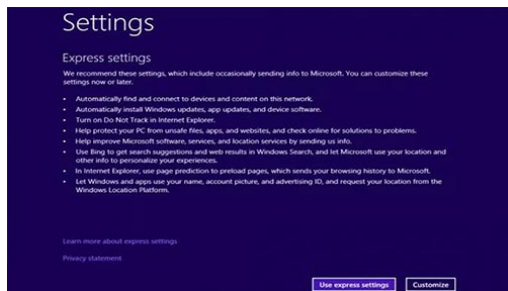 Settings
Express settings
We recommend these settings, which include occasionally sending info to Microsoft. You can customize these
settings now or later.
• Automatically find and connect to devices and content on this network.
• Automatically install Windows updates, app updates, and device software.
• Turn on Do Not Track in Internet Explorer.
• Help protect your PC from unsafe files, apps, and websites, and check online for solutions to problems.
• Help improve Microsoft software, services, and location services by sending us info.
• Use Bing to get search suggestions and web results in Windows Search, and let Microsoft use your location and
other info to personalize your experiences.
• In Internet Explorer, use page prediction to preload pages, which sends your browsing history to Microsoft.
• Let Windows and apps use your name, account picture, and advertising ID, and request your location from the
Windows Location Platform.
Learn more about express settings
Privacy statement
Use express settings
Customize